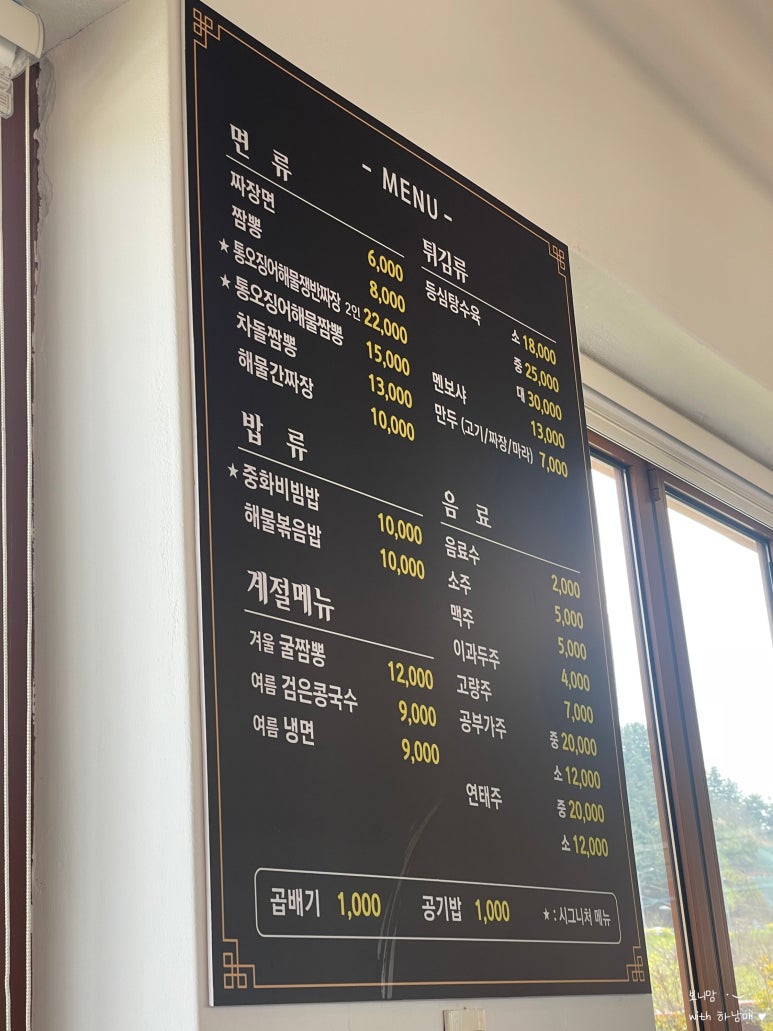 - MENU -
면 류
짜장면 6,000
짬뽕 8,000
★ 통오징어해물쟁반짜장 2인 22,000
★ 통오징어해물짬뽕 15,000
차돌짬뽕 13,000
해물간짜장 10,000
밥 류
★ 중화비빔밥 10,000
해물볶음밥 10,000
계절메뉴
겨울 굴짬뽕 12,000
여름 검은콩국수 9,000
여름 냉면 9,000
튀김류
등심탕수육 소 18,000
중 25,000
대 30,000
멘보샤 13,000
만두 (고기/짜장/마라) 7,000
음 료
음료수 2,000
소주 5,000
맥주 5,000
이과두주 4,000
고량주 7,000
공부가주 중 20,000
소 12,000
연태주 중 20,000
소 12,000
곱배기 1,000 공기밥 1,000 ★ : 시그니처 메뉴
보니맘
with 하남매 ♥